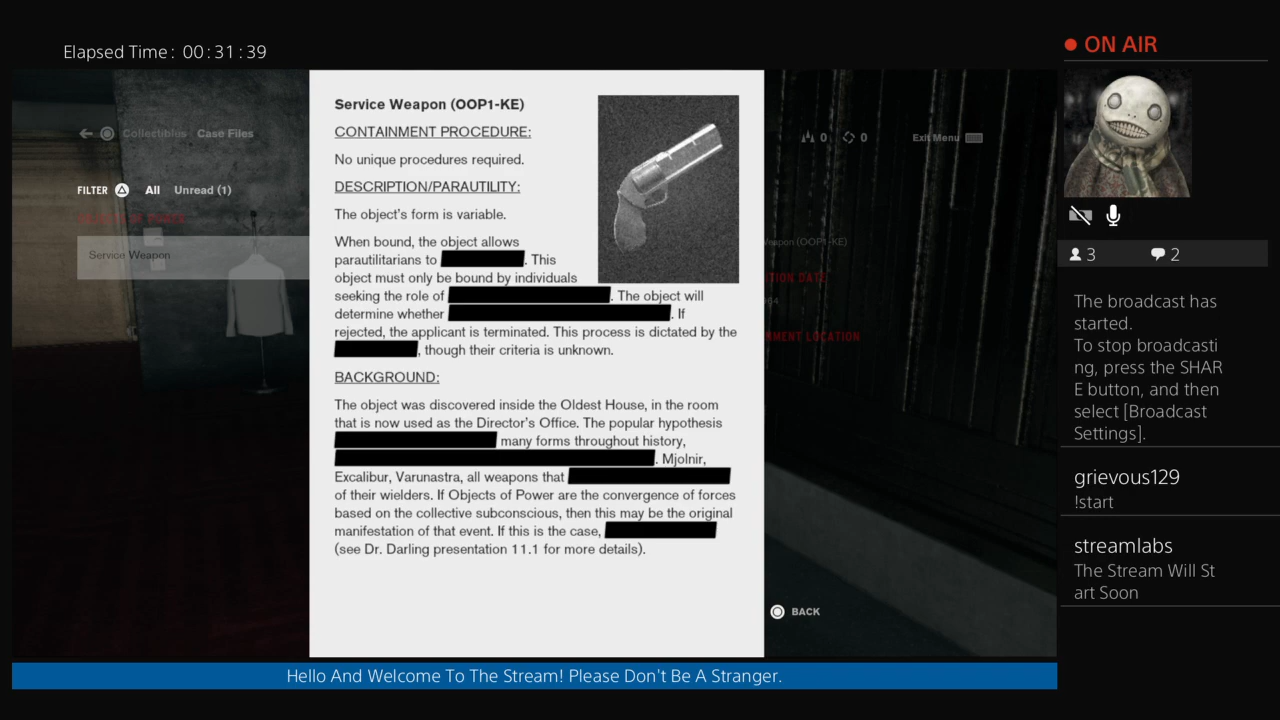 Elapsed Time: 00:31:39
Collectibles Case Files
FILTER All Unread (1)
Service Weapon
Service Weapon (OOP1-KE)
CONTAINMENT PROCEDURE:
No unique procedures required.
DESCRIPTION/PARAUTILITY:
The object's form is variable.
When bound, the object allows
parautilitarians to . This
object must only be bound by individuals
seeking the role of . The object will
determine whether . If
rejected, the applicant is terminated. This process is dictated by the
, though their criteria is unknown.
BACKGROUND:
The object was discovered inside the Oldest House, in the room
that is now used as the Director's Office. The popular hypothesis
many forms throughout history,
. Mjolnir,
Excalibur, Varunastra, all weapons that
of their wielders. If Objects of Power are the convergence of forces
based on the collective subconscious, then this may be the original
manifestation of that event. If this is the case,
(see Dr. Darling presentation 11.1 for more details).
0 0 Exit Menu
(OOP1-KE)
LOCATION
BACK
Hello And Welcome To The Stream! Please Don't Be A Stranger.
ON AIR
3 2
The broadcast has
started.
To stop broadcasti
ng, press the SHAR
E button, and then
select [Broadcast
Settings].
grievous129
!start
streamlabs
The Stream Will St
art Soon